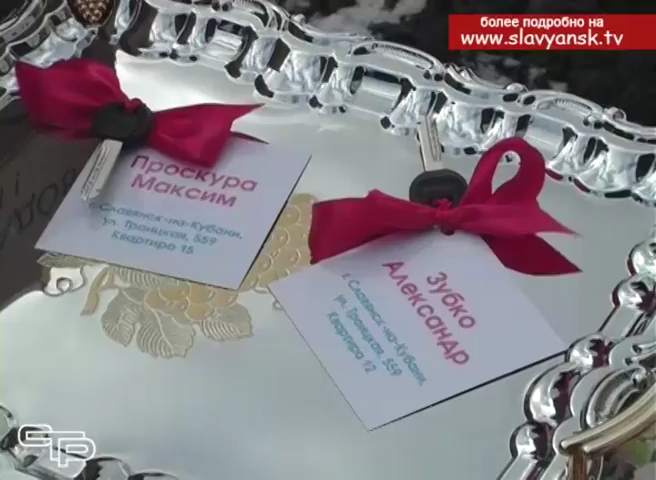 более подробно на
www.slavyansk.tv
Проскура
Максим
г. Славянск-на-Кубани,
ул. Троицкая, 559
Квартира 15
Зубко
Александр
г. Славянск-на-Кубани,
ул. Троицкая, 559
Квартира 12
СТР